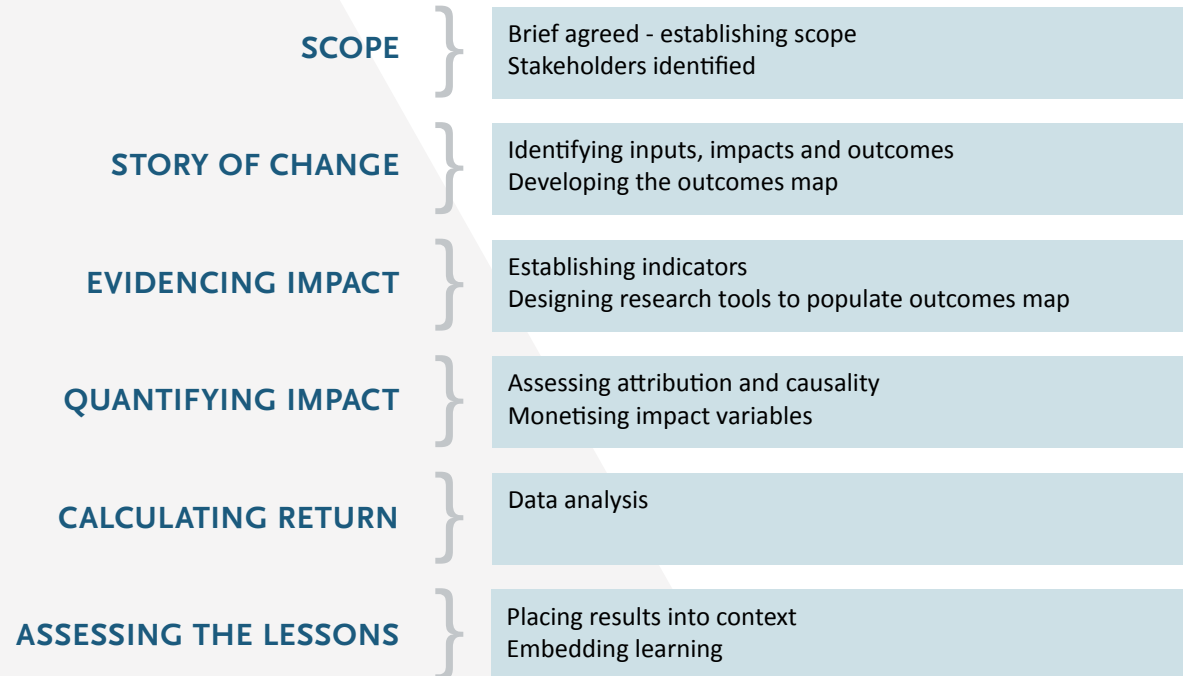 SCOPE
Brief agreed - establishing scope
Stakeholders identified
STORY OF CHANGE
Identifying inputs, impacts and outcomes
Developing the outcomes map
EVIDENCING IMPACT
Establishing indicators
Designing research tools to populate outcomes map
QUANTIFYING IMPACT
Assessing attribution and causality
Monetising impact variables
CALCULATING RETURN
Data analysis
ASSESSING THE LESSONS
Placing results into context
Embedding learning